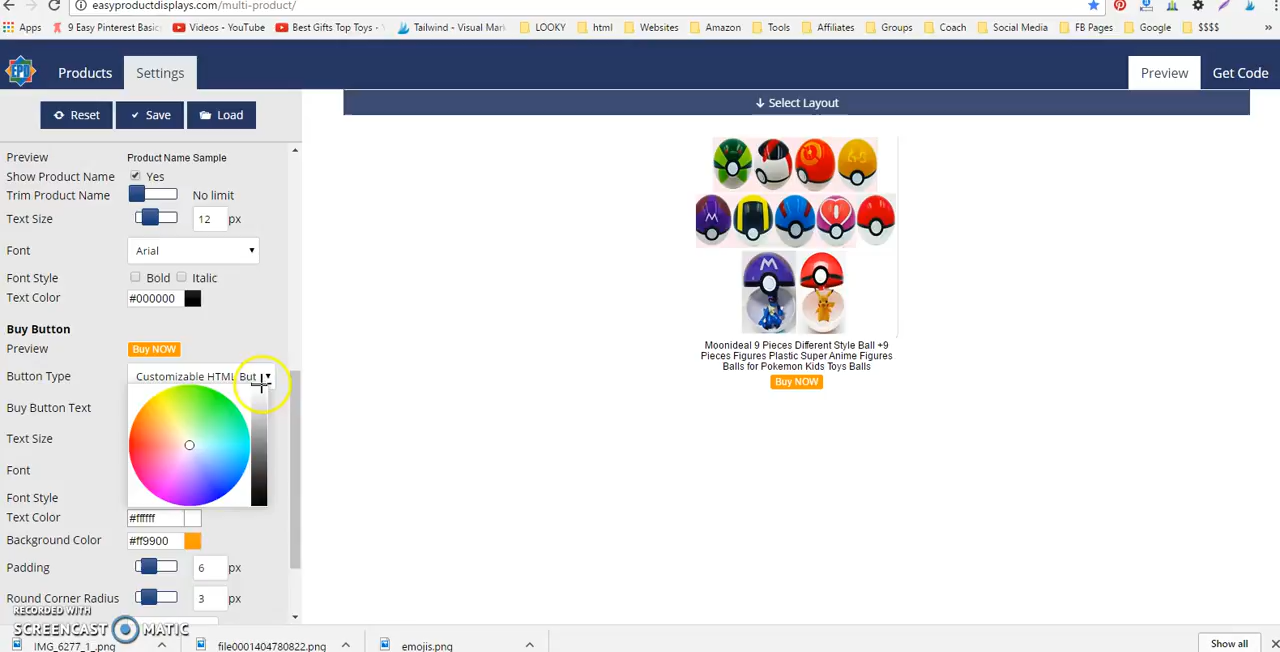 easyproductdisplays.com/multi-product/
Apps 9 Easy Pinterest Basic Videos - YouTube Best Gifts Top Toys - Tailwind - Visual Mark LOOKY html Websites Amazon Tools Affiliates Groups Coach Social Media FB Pages Google $$$$ »
EPD Products Settings Preview Get Code
Reset Save Load
↓ Select Layout
Preview Product Name Sample
Show Product Name Yes
Trim Product Name No limit
Text Size 12 px
Font Arial
Font Style Bold Italic
Text Color #000000
Buy Button
Preview Buy NOW
Button Type Customizable HTML But
Buy Button Text
Text Size
Font
Font Style
Text Color #ffffff
Background Color #ff9900
Padding 6 px
Round Corner Radius 3 px
Moonideal 9 Pieces Different Style Ball +9
Pieces Figures Plastic Super Anime Figures
Balls for Pokemon Kids Toys Balls
Buy NOW
RECORDED WITH
SCREENCAST MATIC
IMG_6277_1_.png file0001404780822.png emojis.png Show all